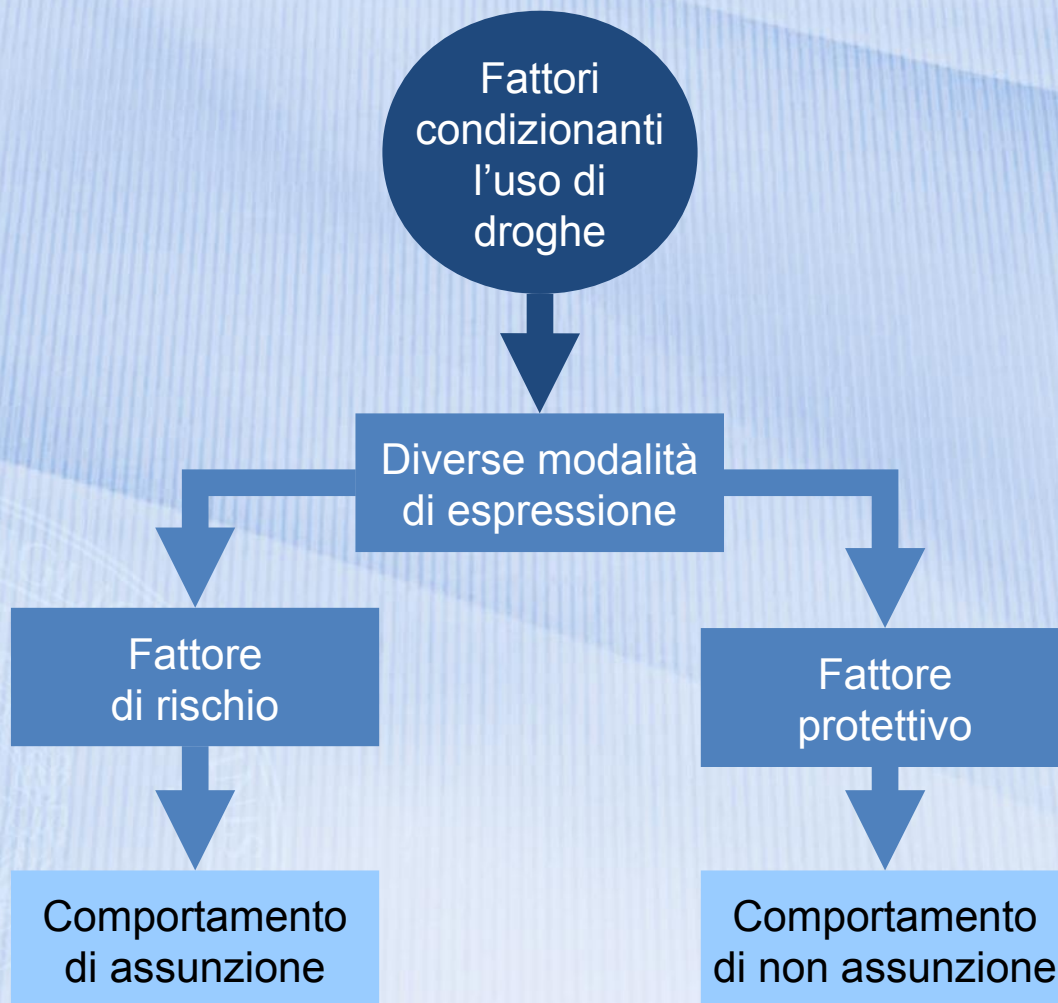 Fattori
condizionanti
l’uso di
droghe
Diverse modalità
di espressione
Fattore
di rischio
Fattore
protettivo
Comportamento
di assunzione
Comportamento
di non assunzione